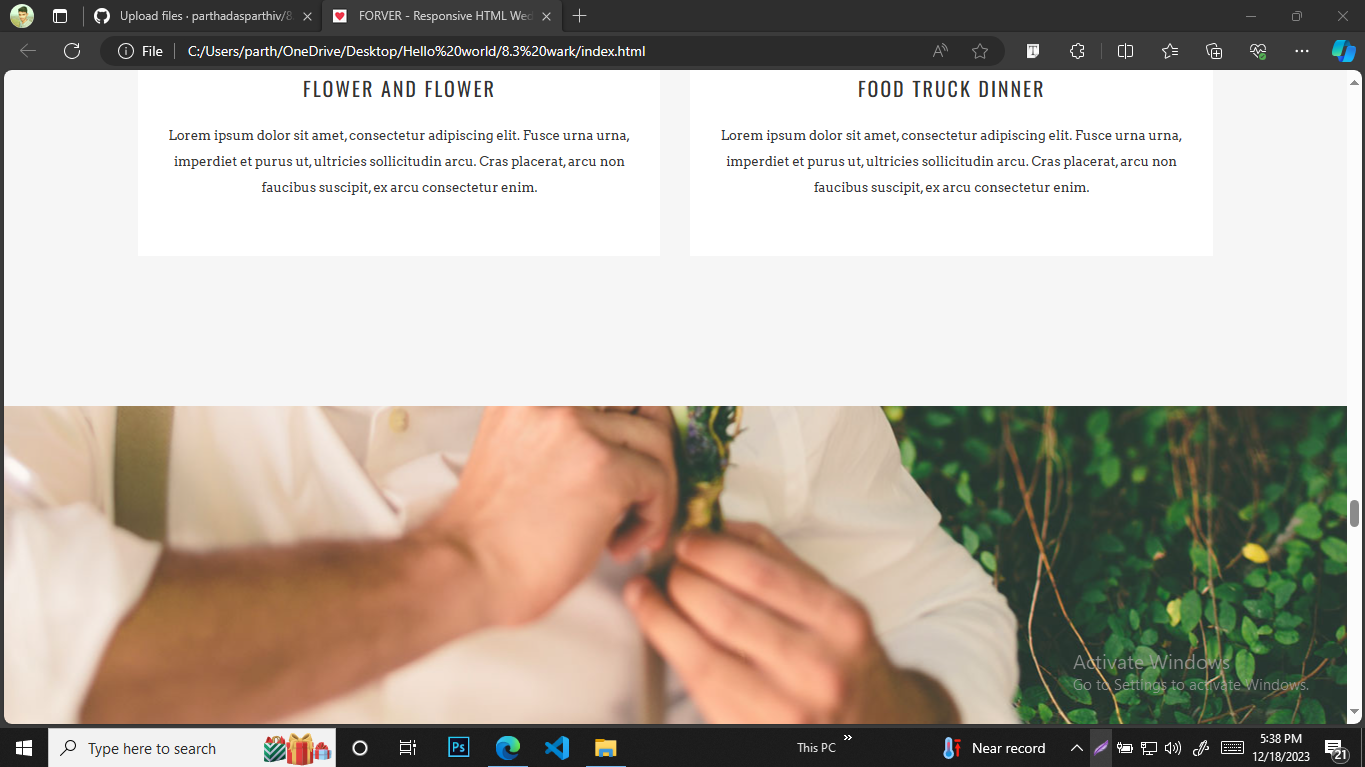 Upload files · parthadasparthiv/8.
FORVER - Responsive HTML Wed
File
C:/Users/parth/OneDrive/Desktop/Hello%20world/8.3%20wark/index.html
FLOWER AND FLOWER
Lorem ipsum dolor sit amet, consectetur adipiscing elit. Fusce urna urna,
imperdiet et purus ut, ultricies sollicitudin arcu. Cras placerat, arcu non
faucibus suscipit, ex arcu consectetur enim.
FOOD TRUCK DINNER
Lorem ipsum dolor sit amet, consectetur adipiscing elit. Fusce urna urna,
imperdiet et purus ut, ultricies sollicitudin arcu. Cras placerat, arcu non
faucibus suscipit, ex arcu consectetur enim.
Activate Windows
Go to Settings to activate Windows.
Type here to search
Ps
This PC
Near record
5:38 PM
12/18/2023
21